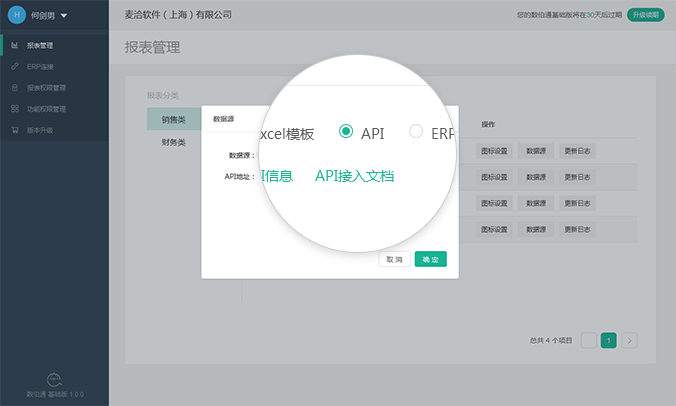 H 何剑男
麦洽软件（上海）有限公司
您的数伯通基础版将在30天后过期 升级续期
报表管理
ERP连接
报表权限管理
功能权限管理
版本升级
数伯通 基础版 1.0.0
报表管理
报表分类
销售类
财务类
操作
图标设置 数据源 更新日志
图标设置 数据源 更新日志
图标设置 数据源 更新日志
图标设置 数据源 更新日志
总共 4 个项目 1
数据源
数据源：
xcel模板 API ERP
API地址：
I信息 API接入文档
取 消 确 定